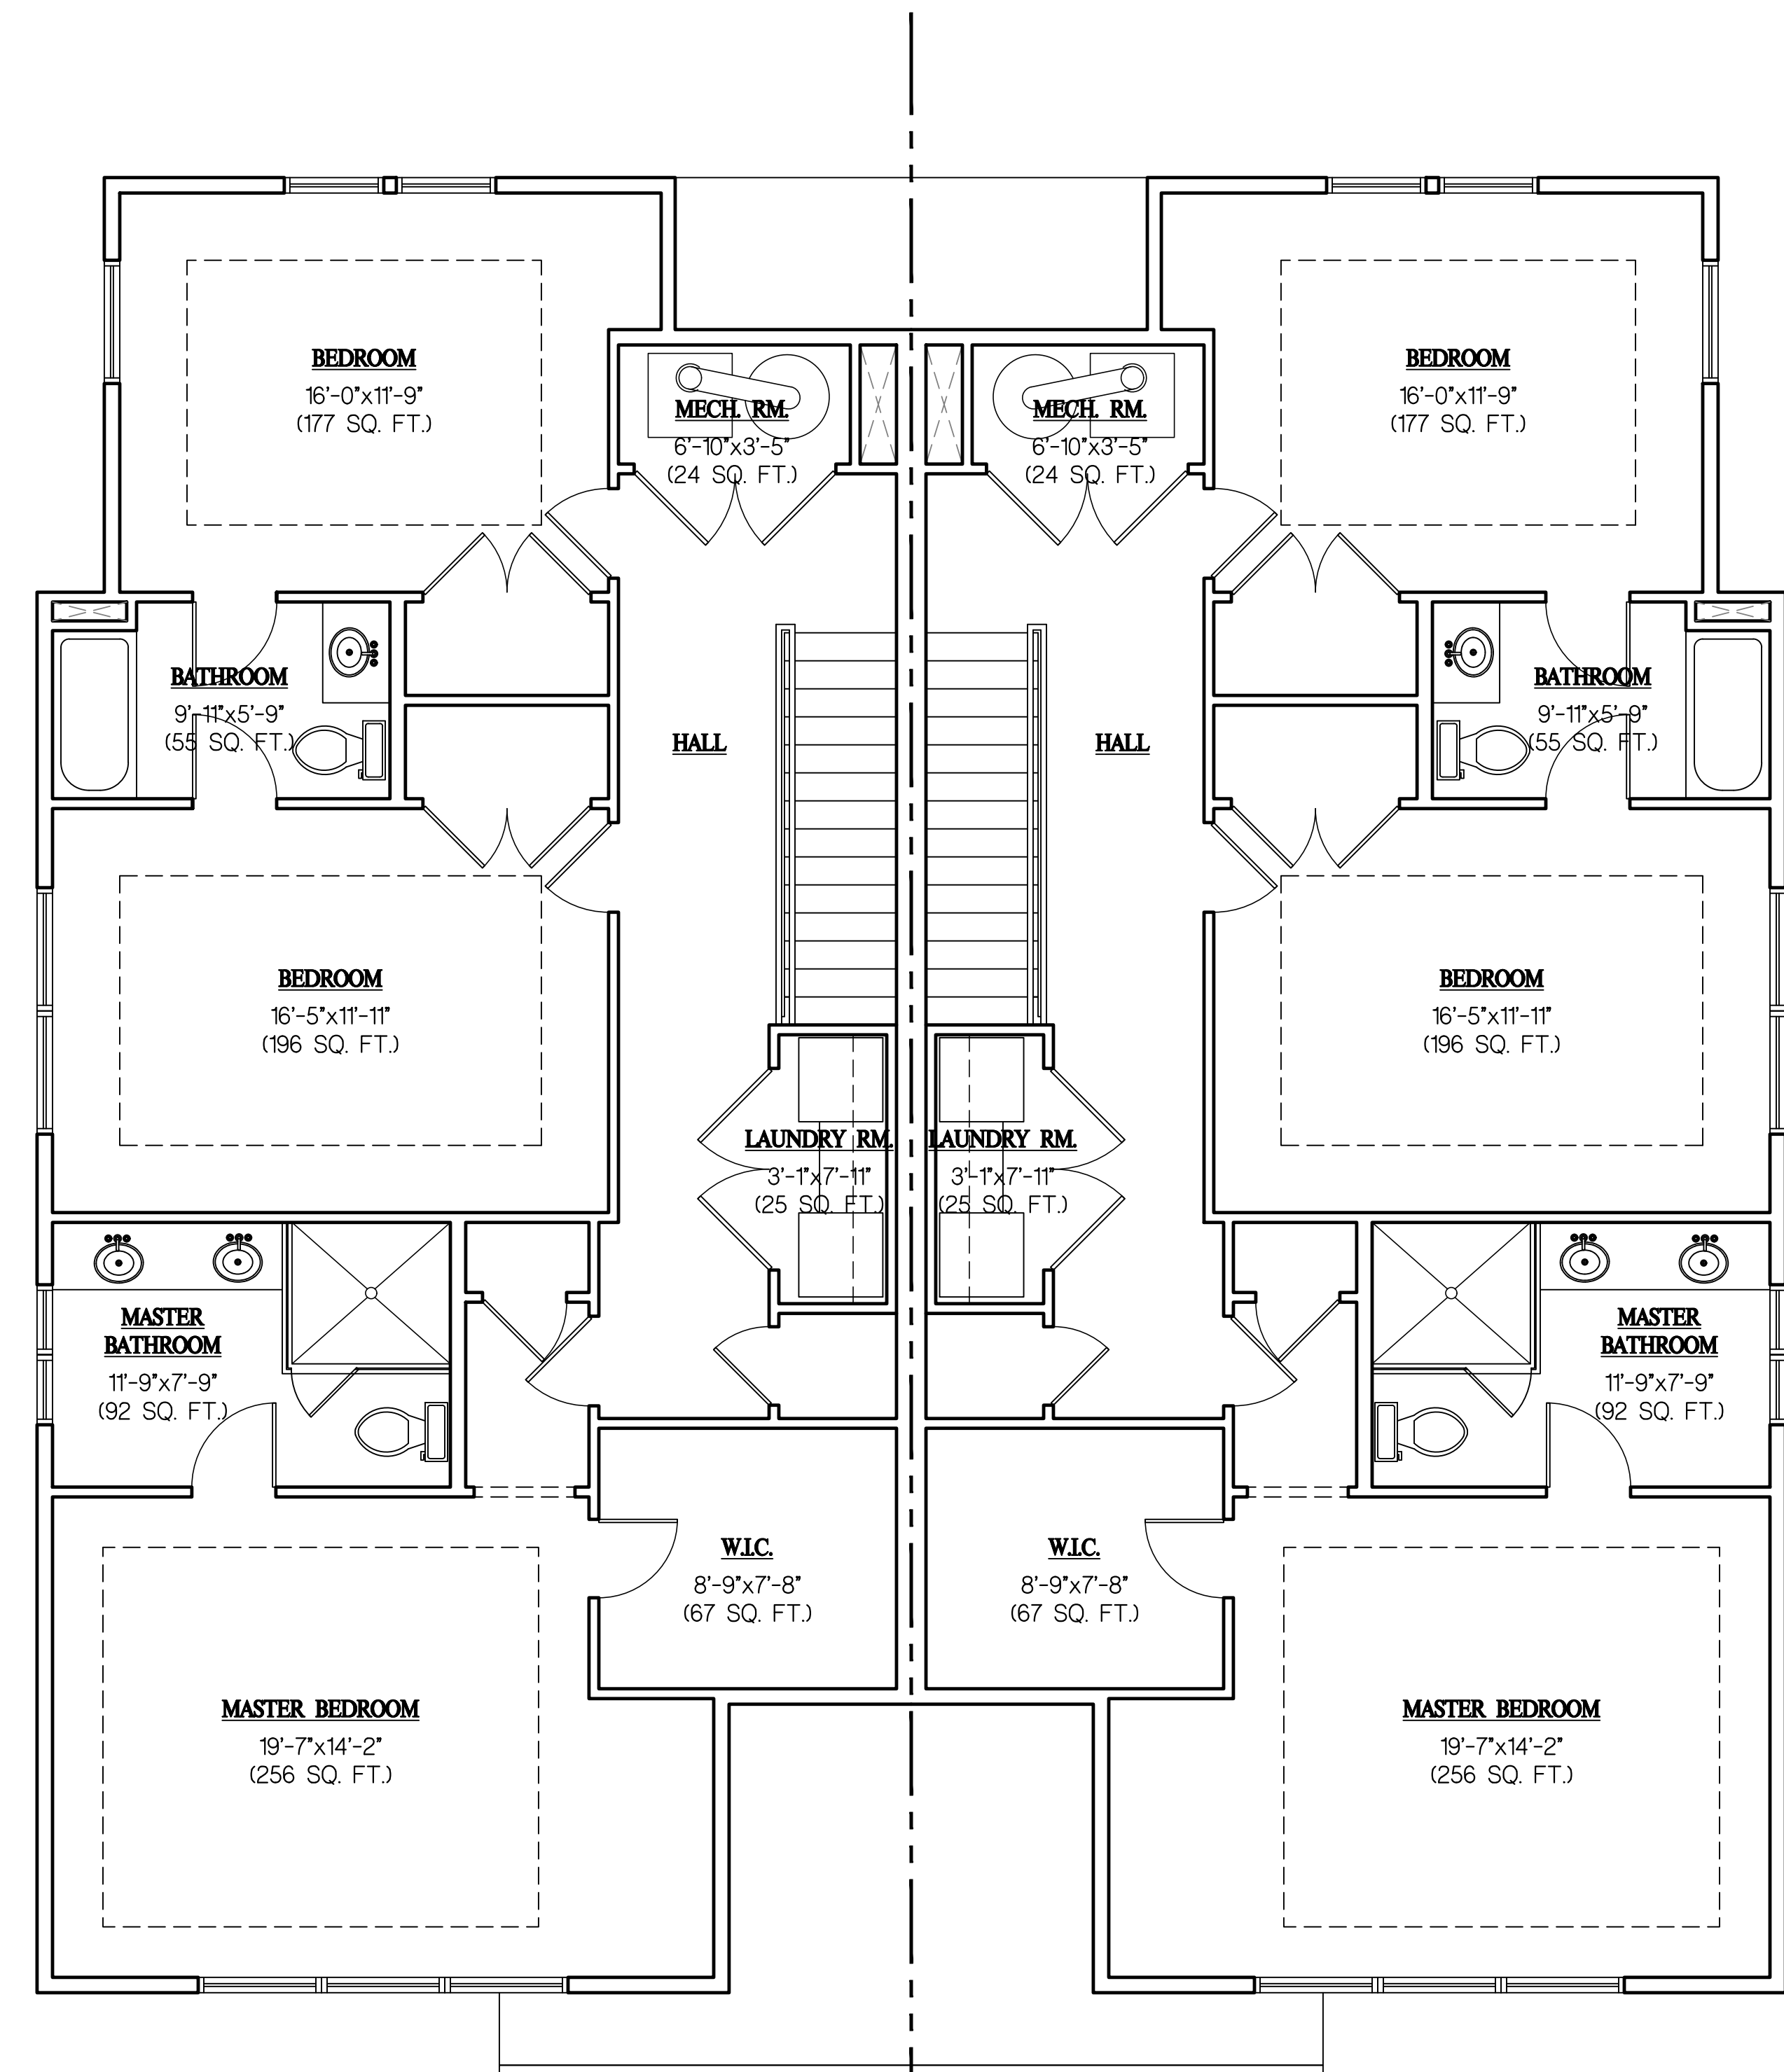 BEDROOM
16'-0"x11'-9"
(177 SQ. FT.)
MECH. RM.
6'-10"x3'-5"
(24 SQ. FT.)
MECH. RM.
6'-10"x3'-5"
(24 SQ. FT.)
BEDROOM
16'-0"x11'-9"
(177 SQ. FT.)
BATHROOM
9'-11"x5'-9"
(55 SQ. FT.)
HALL
HALL
BATHROOM
9'-11"x5'-9"
(55 SQ. FT.)
BEDROOM
16'-5"x11'-11"
(196 SQ. FT.)
LAUNDRY RM.
3'-1"x7'-11"
(25 SQ. FT.)
LAUNDRY RM.
3'-1"x7'-11"
(25 SQ. FT.)
BEDROOM
16'-5"x11'-11"
(196 SQ. FT.)
MASTER
BATHROOM
11'-9"x7'-9"
(92 SQ. FT.)
MASTER
BATHROOM
11'-9"x7'-9"
(92 SQ. FT.)
W.I.C.
8'-9"x7'-8"
(67 SQ. FT.)
W.I.C.
8'-9"x7'-8"
(67 SQ. FT.)
MASTER BEDROOM
19'-7"x14'-2"
(256 SQ. FT.)
MASTER BEDROOM
19'-7"x14'-2"
(256 SQ. FT.)